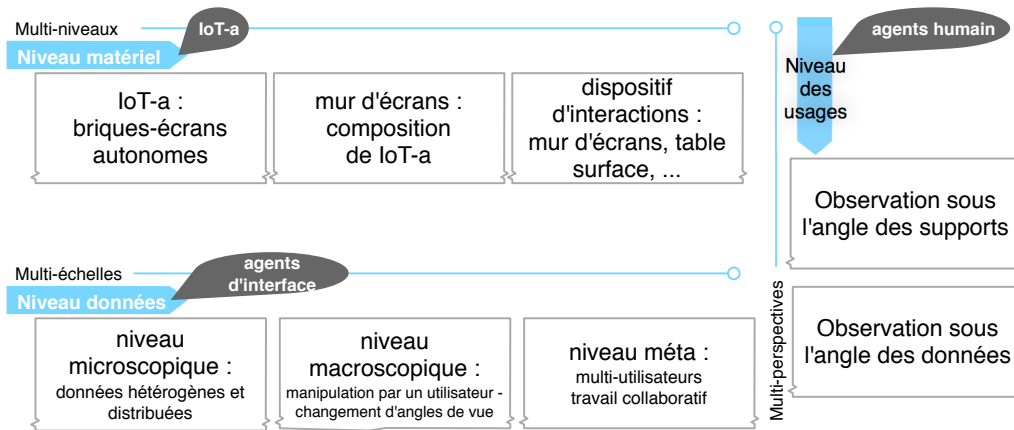 Multi-niveaux
IoT-a
Niveau matériel
IoT-a :
briques-écrans
autonomes
mur d'écrans :
composition
de IoT-a
dispositif
d'interactions :
mur d'écrans, table
surface, ...
Multi-échelles
agents
d'interface
Niveau données
niveau
microscopique :
données hétérogènes et
distribuées
niveau
macroscopique :
manipulation par un utilisateur -
changement d'angles de vue
niveau méta :
multi-utilisateurs
travail collaboratif
agents humain
Niveau
des
usages
Multi-perspectives
Observation sous
l'angle des supports
Observation sous
l'angle des données